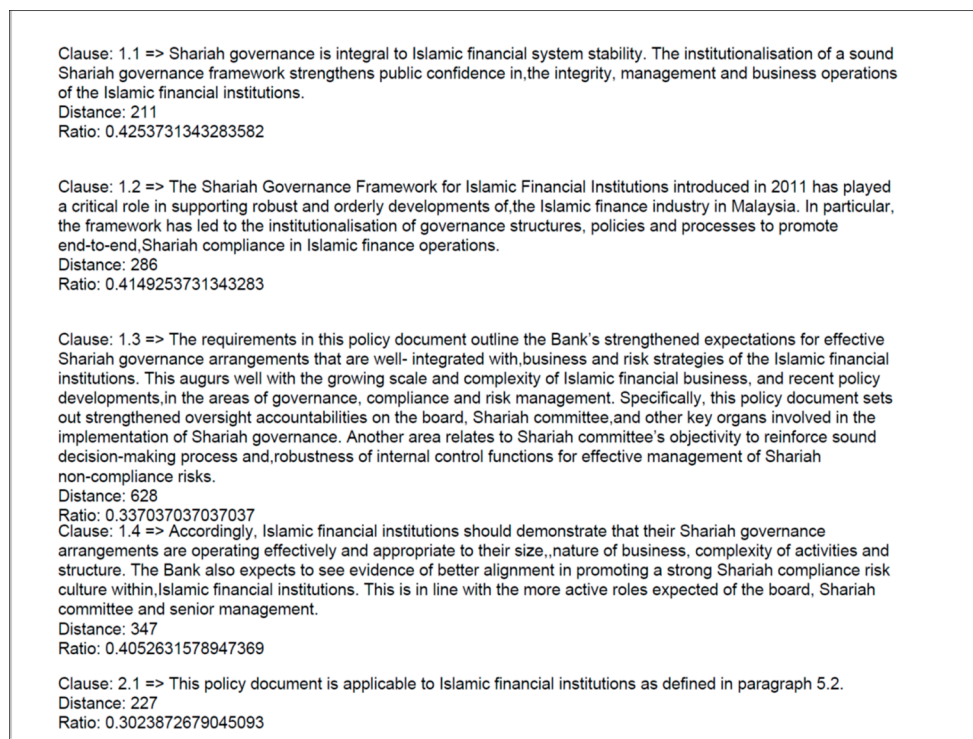 Clause: 1.1 => Shariah governance is integral to Islamic financial system stability. The institutionalisation of a sound
Shariah governance framework strengthens public confidence in,the integrity, management and business operations
of the Islamic financial institutions.
Distance: 211
Ratio: 0.4253731343283582
Clause: 1.2 => The Shariah Governance Framework for Islamic Financial Institutions introduced in 2011 has played
a critical role in supporting robust and orderly developments of,the Islamic finance industry in Malaysia. In particular,
the framework has led to the institutionalisation of governance structures, policies and processes to promote
end-to-end,Shariah compliance in Islamic finance operations.
Distance: 286
Ratio: 0.4149253731343283
Clause: 1.3 => The requirements in this policy document outline the Bank’s strengthened expectations for effective
Shariah governance arrangements that are well- integrated with,business and risk strategies of the Islamic financial
institutions. This augurs well with the growing scale and complexity of Islamic financial business, and recent policy
developments,in the areas of governance, compliance and risk management. Specifically, this policy document sets
out strengthened oversight accountabilities on the board, Shariah committee,and other key organs involved in the
implementation of Shariah governance. Another area relates to Shariah committee’s objectivity to reinforce sound
decision-making process and,robustness of internal control functions for effective management of Shariah
non-compliance risks.
Distance: 628
Ratio: 0.337037037037037
Clause: 1.4 => Accordingly, Islamic financial institutions should demonstrate that their Shariah governance
arrangements are operating effectively and appropriate to their size,,nature of business, complexity of activities and
structure. The Bank also expects to see evidence of better alignment in promoting a strong Shariah compliance risk
culture within,Islamic financial institutions. This is in line with the more active roles expected of the board, Shariah
committee and senior management.
Distance: 347
Ratio: 0.4052631578947369
Clause: 2.1 => This policy document is applicable to Islamic financial institutions as defined in paragraph 5.2.
Distance: 227
Ratio: 0.3023872679045093